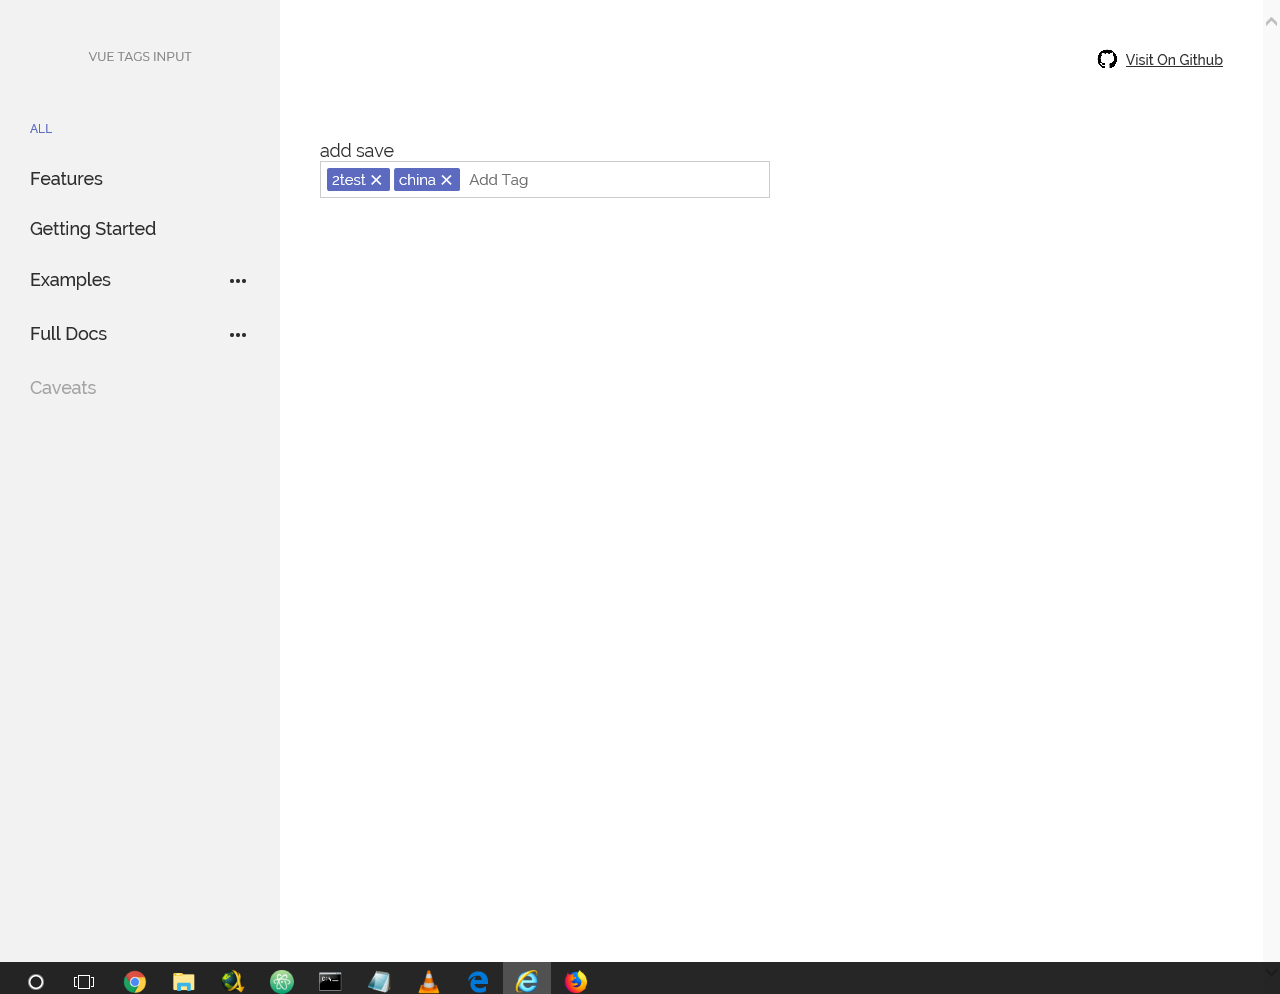 VUE TAGS INPUT
Visit On Github
ALL
Features
Getting Started
Examples
Full Docs
Caveats
add save
2test china Add Tag